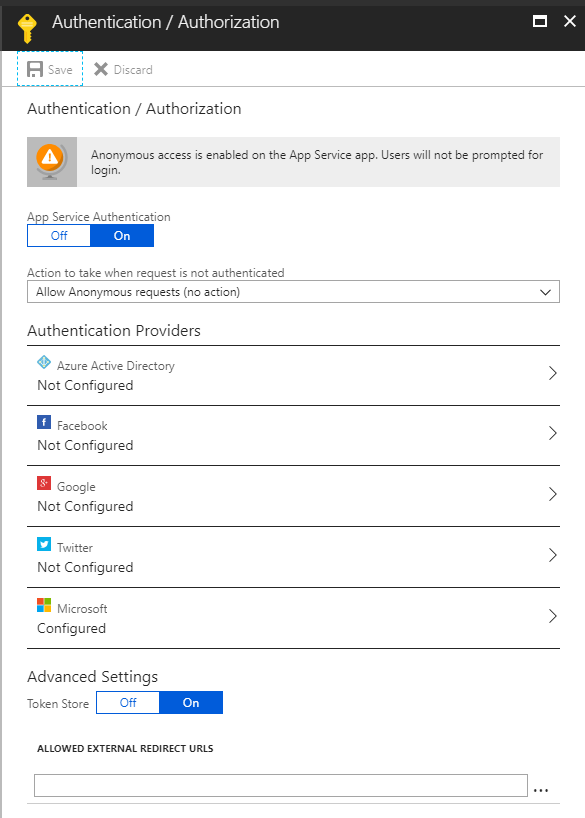 Authentication / Authorization
Save
Discard
Authentication / Authorization
Anonymous access is enabled on the App Service app. Users will not be prompted for
login.
App Service Authentication
Off
On
Action to take when request is not authenticated
Allow Anonymous requests (no action)
Authentication Providers
Azure Active Directory
Not Configured
Facebook
Not Configured
Google
Not Configured
Twitter
Not Configured
Microsoft
Configured
Advanced Settings
Token Store
Off
On
ALLOWED EXTERNAL REDIRECT URLS
...